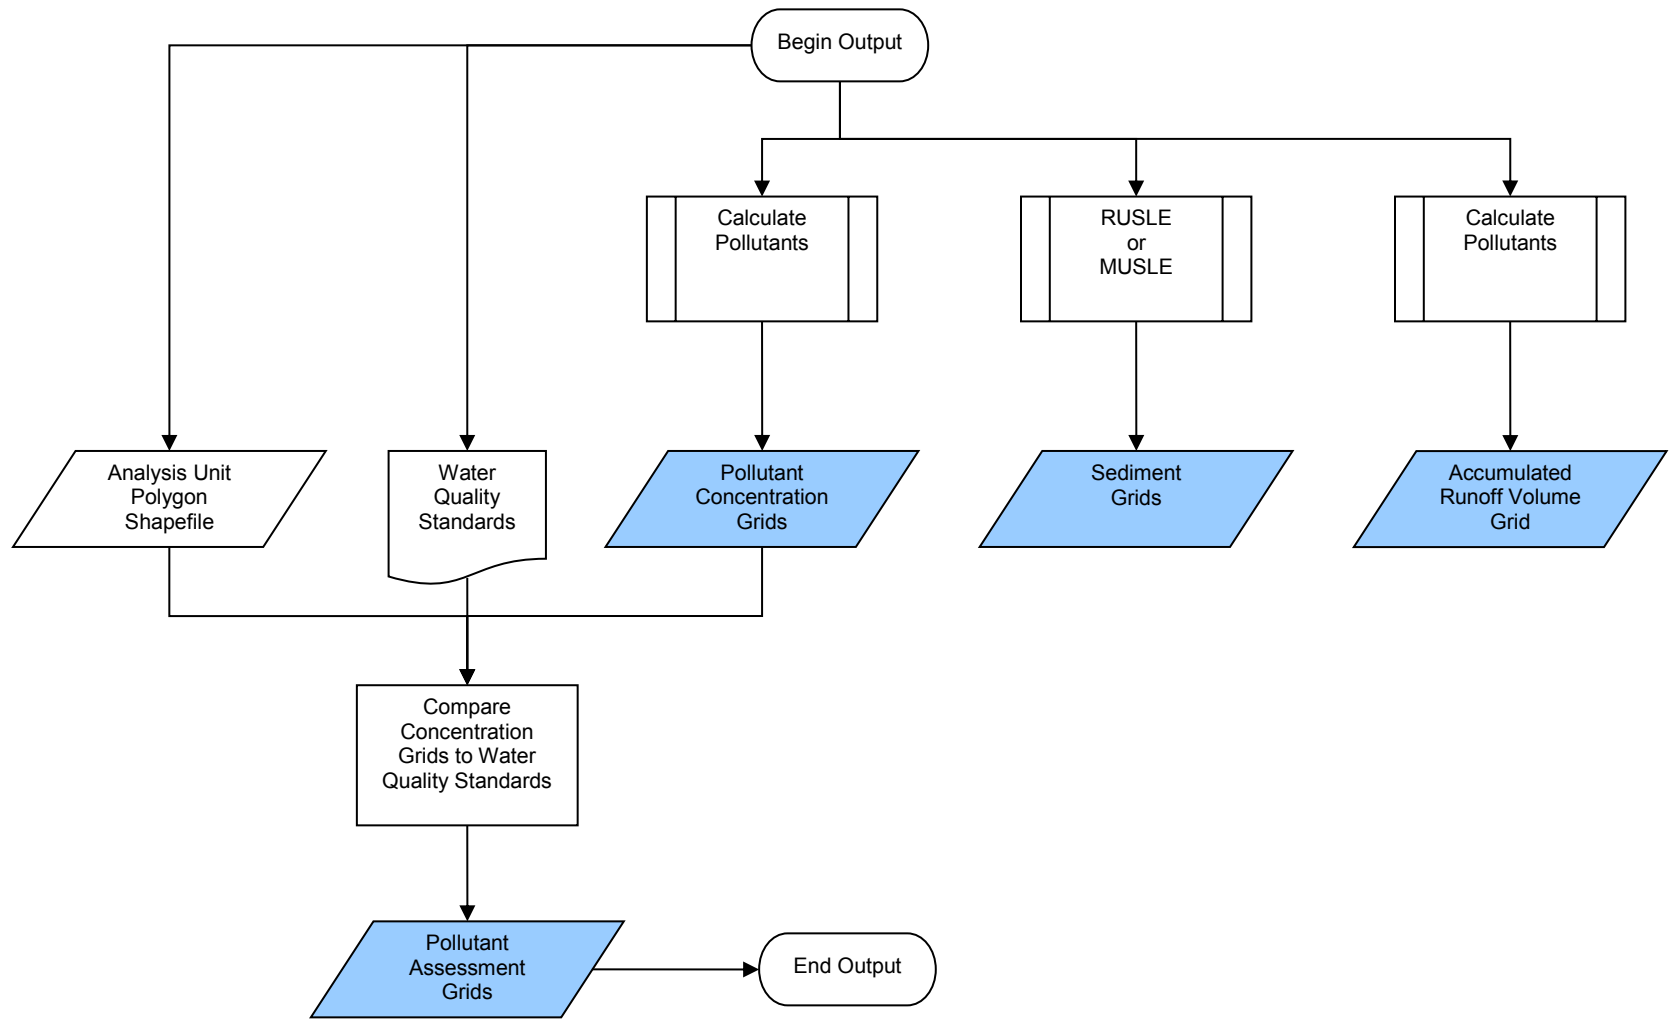 Begin Output
Calculate
Pollutants
RUSLE
or
MUSLE
Calculate
Pollutants
Analysis Unit
Polygon
Shapefile
Water
Quality
Standards
Pollutant
Concentration
Grids
Sediment
Grids
Accumulated
Runoff Volume
Grid
Compare
Concentration
Grids to Water
Quality Standards
Pollutant
Assessment
Grids
End Output